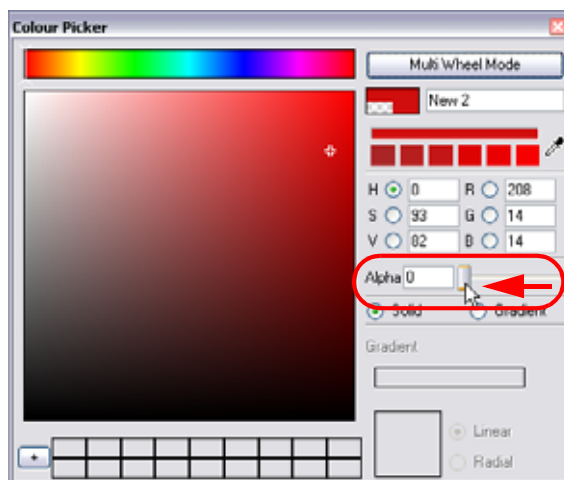 Colour Picker
Multi Wheel Mode
New 2
H 0 R 208
S 93 G 14
V 82 B 14
Alpha 0
Solid Gradient
Gradient
Linear
Radial
+